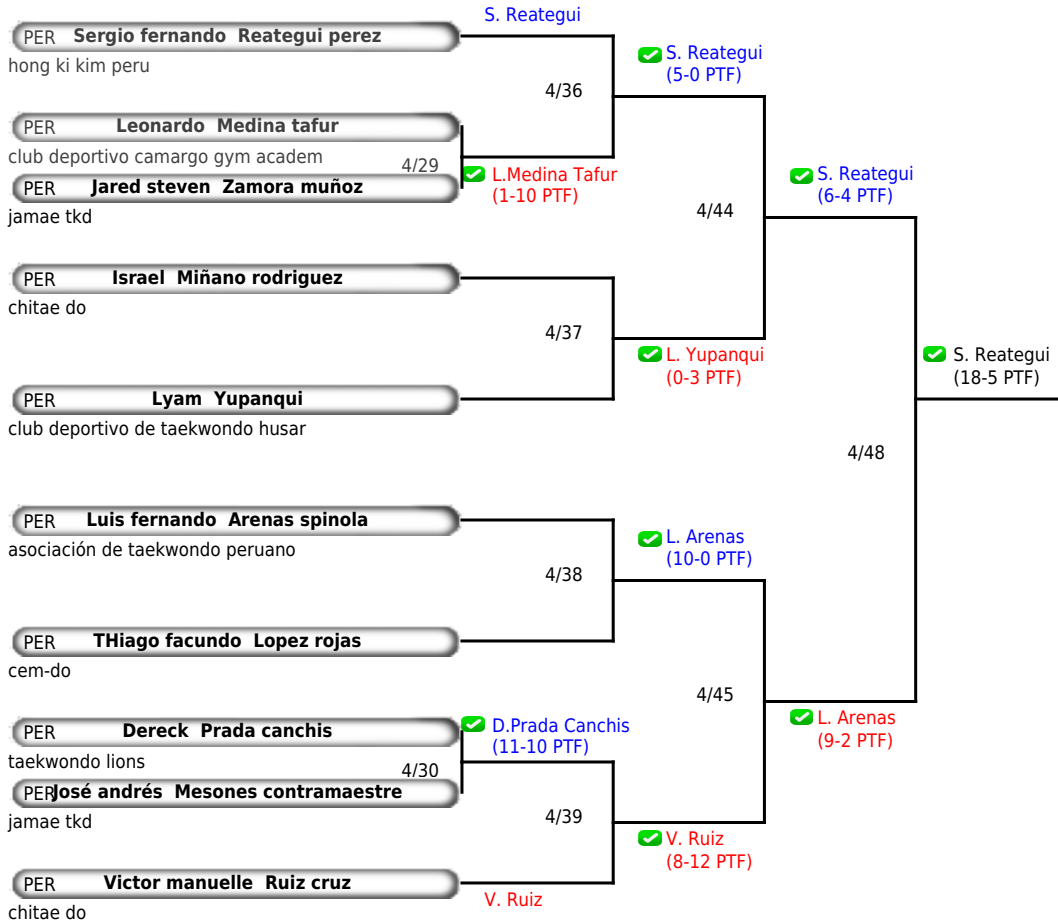 S. Reategui
PER Sergio fernando Reategui perez
hong ki kim peru
S. Reategui
(5-0 PTF)
4/36
PER Leonardo Medina tafur
club deportivo camargo gym academ
4/29
L.Medina Tafur
(1-10 PTF)
PER Jared steven Zamora muñoz
jamae tkd
S. Reategui
(6-4 PTF)
4/44
PER Israel Miñano rodriguez
chitae do
4/37
L. Yupanqui
(0-3 PTF)
S. Reategui
(18-5 PTF)
PER Lyam Yupanqui
club deportivo de taekwondo husar
4/48
PER Luis fernando Arenas spinola
asociación de taekwondo peruano
L. Arenas
(10-0 PTF)
4/38
PER THiago facundo Lopez rojas
cem-do
4/45
L. Arenas
(9-2 PTF)
PER Dereck Prada canchis
taekwondo lions
D.Prada Canchis
(11-10 PTF)
4/30
PER José andrés Mesones contramaestre
jamae tkd
4/39
V. Ruiz
(8-12 PTF)
PER Victor manuelle Ruiz cruz
chitae do
V. Ruiz